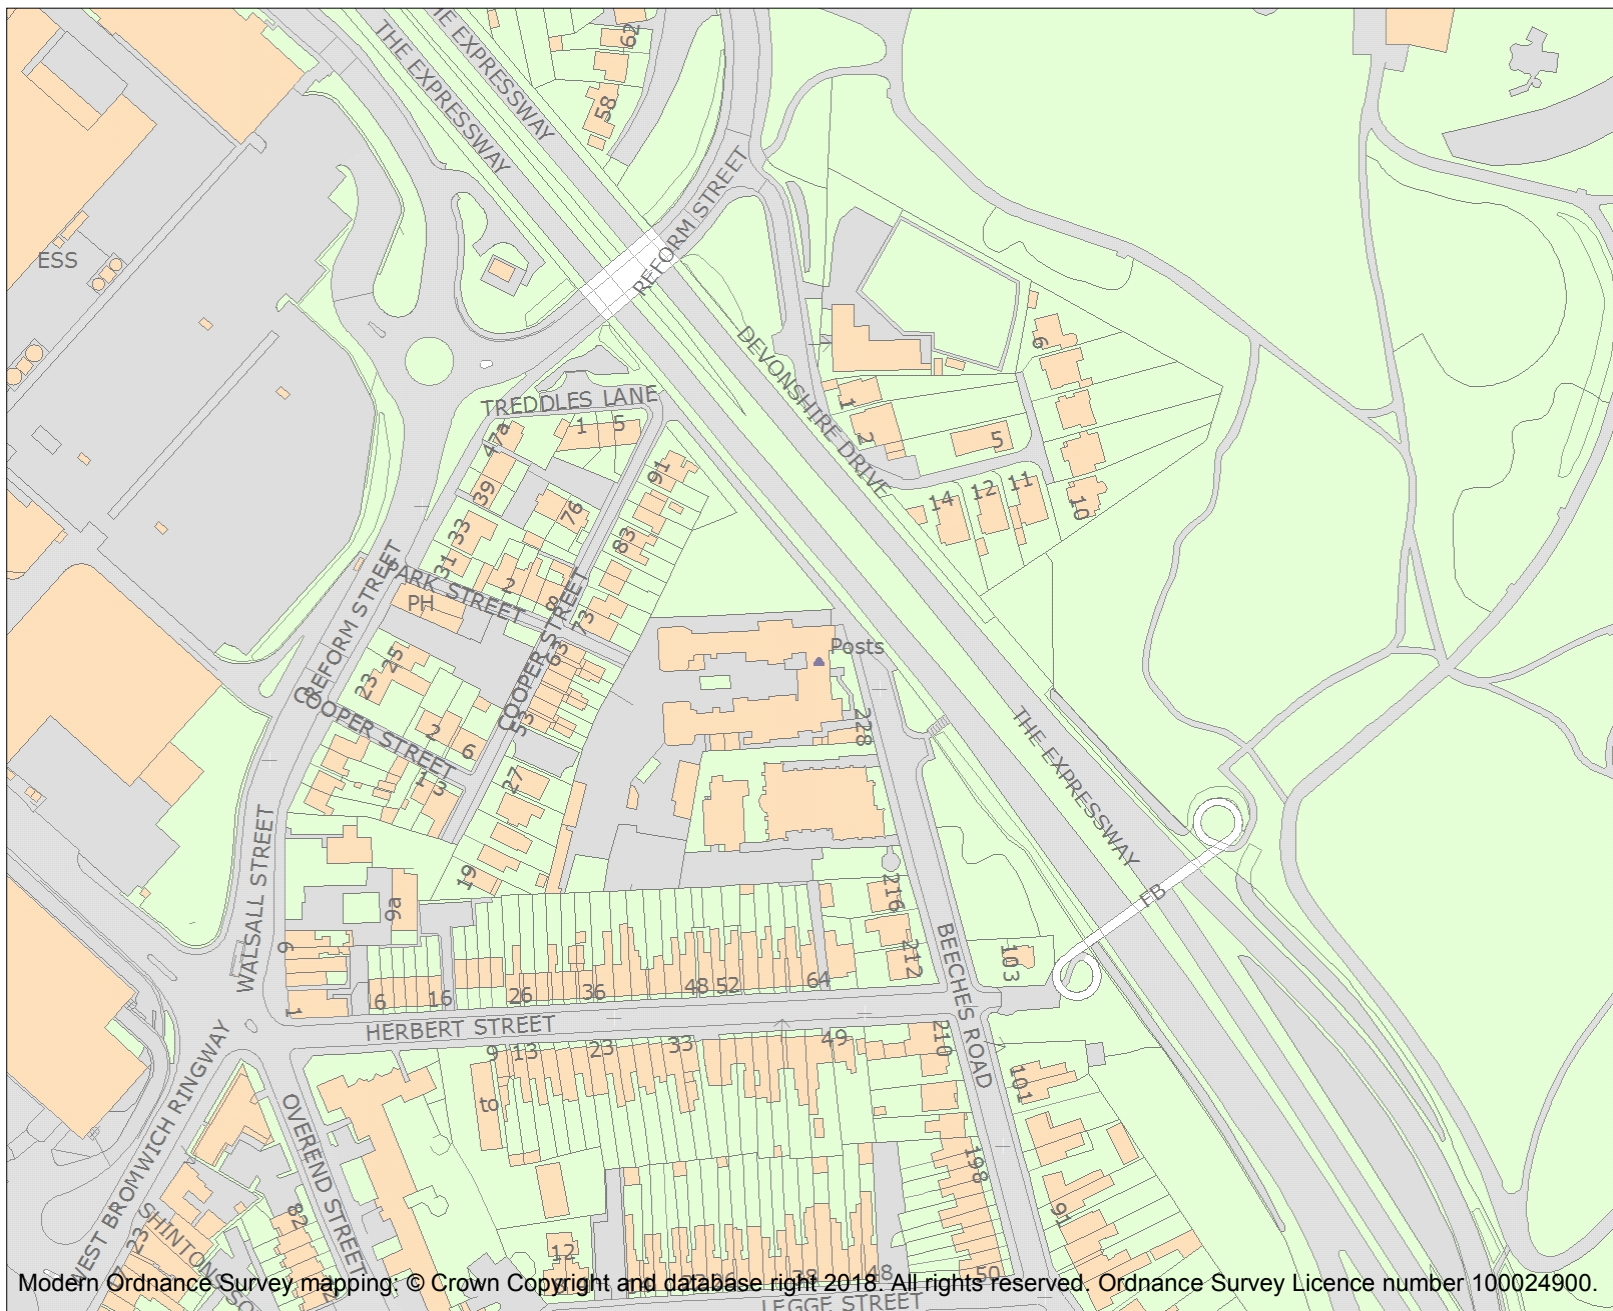 THE EXPRESSWAY
THE EXPRESSWAY
62
58
REFORM STREET
ESS
DEVONSHIRE DRIVE
6
1
2
5
TREDDLES LANE
47a
1
5
91
39
76
14
12
11
10
33
83
31
PARK STREET
2
8
PH
73
REFORM STREET
COOPER STREET
63
Posts
25
23
COOPER STREET
2
6
53
228
THE EXPRESSWAY
1
3
27
WALSALL STREET
19
216
FB
9a
6
BEECHES ROAD
212
103
6
16
26
36
48
52
64
1
HERBERT STREET
9
13
23
33
49
210
to
101
WEST BROMWICH RINGWAY
OVEREND STREET
198
82
91
23
12
38
48
50
Modern Ordnance Survey mapping: © Crown Copyright and database right 2018. All rights reserved. Ordnance Survey Licence number 100024900.
LEGGE STREET